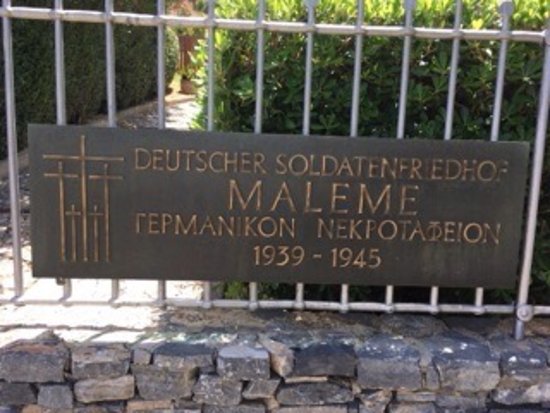 DEUTSCHER SOLDATENFRIEDHOF
MALEME
ΓΕΡΜΑΝΙΚΟΝ ΝΕΚΡΟΤΑΦΕΙΟΝ
1939 - 1945